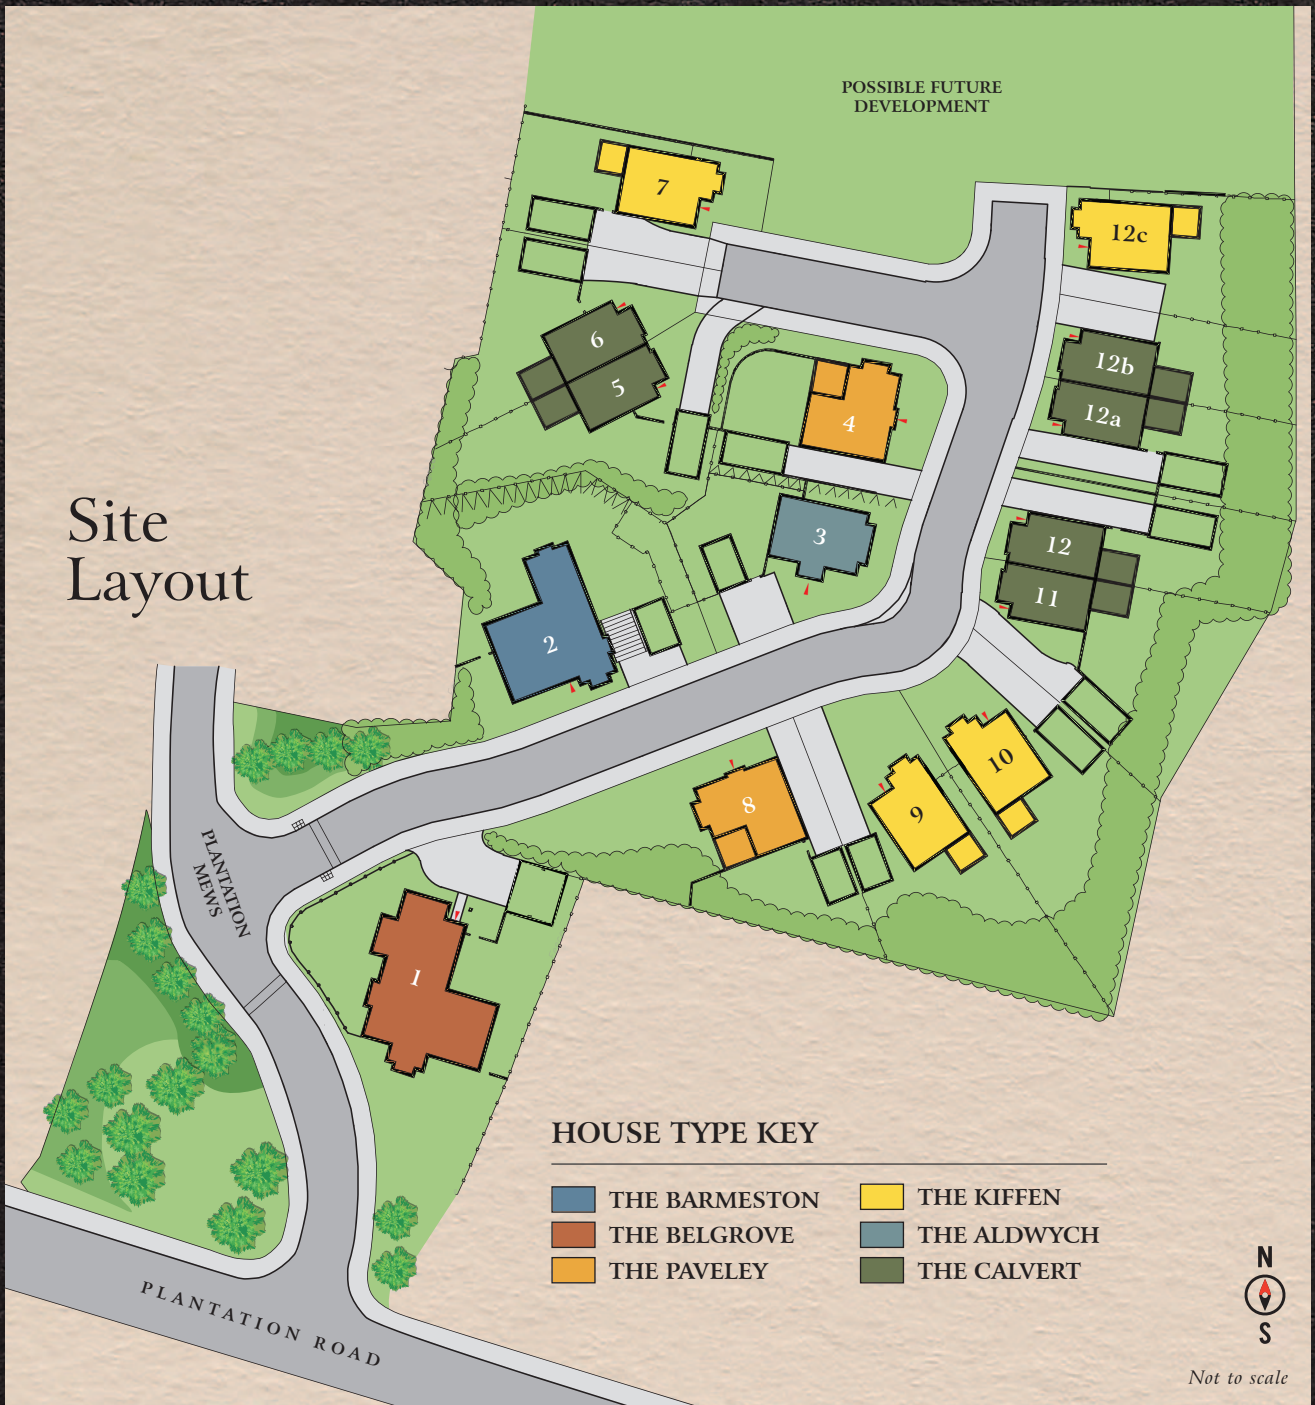 POSSIBLE FUTURE
DEVELOPMENT
7
12c
6
5
12b
12a
4
3
12
11
Site
Layout
2
10
9
8
PLANTATION
MEWS
1
HOUSE TYPE KEY
THE BARMESTON
THE BELGROVE
THE PAVELEY
THE KIFFEN
THE ALDWYCH
THE CALVERT
N
S
PLANTATION ROAD
Not to scale